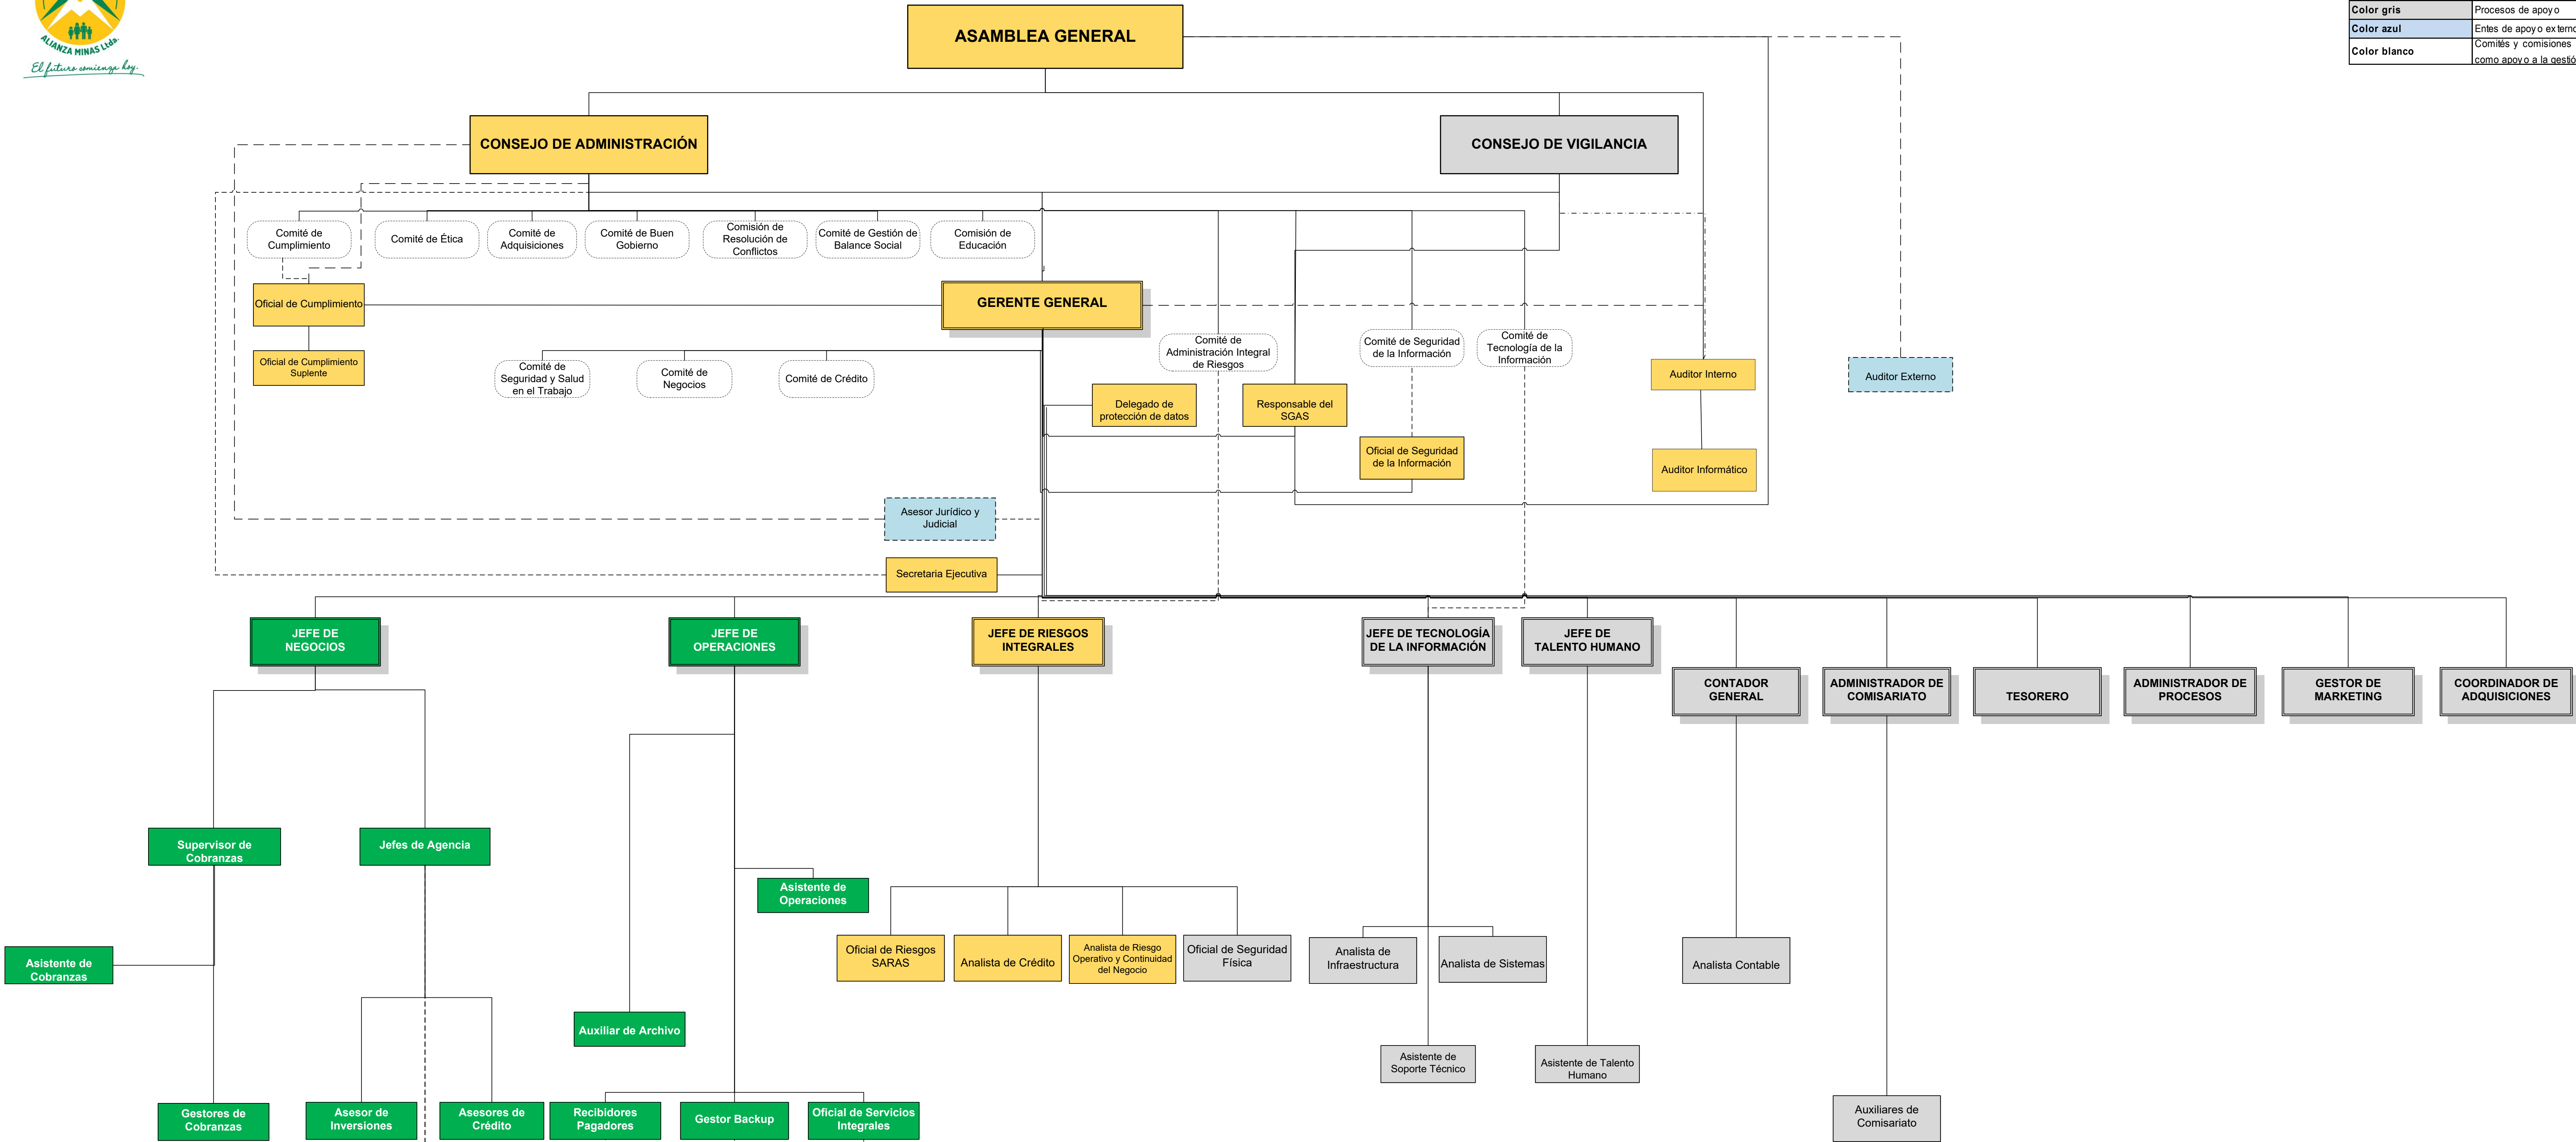 ALIANZA MINAS Ltda.
El futuro comienza hoy.
Color gris
Procesos de apoyo
Color azul
Entes de apoyo externo
Color blanco
Comités y comisiones
como apoyo a la gestió
ASAMBLEA GENERAL
CONSEJO DE ADMINISTRACIÓN
CONSEJO DE VIGILANCIA
Comité de
Cumplimiento
Comité de Ética
Comité de
Adquisiciones
Comité de Buen
Gobierno
Comisión de
Resolución de
Conflictos
Comité de Gestión de
Balance Social
Comisión de
Educación
Oficial de Cumplimiento
GERENTE GENERAL
Oficial de Cumplimiento
Suplente
Comité de
Seguridad y Salud
en el Trabajo
Comité de
Negocios
Comité de Crédito
Comité de
Administración Integral
de Riesgos
Comité de Seguridad
de la Información
Comité de
Tecnología de la
Información
Auditor Interno
Auditor Externo
Delegado de
protección de datos
Responsable del
SGAS
Oficial de Seguridad
de la Información
Auditor Informático
Asesor Jurídico y
Judicial
Secretaria Ejecutiva
JEFE DE
NEGOCIOS
JEFE DE
OPERACIONES
JEFE DE RIESGOS
INTEGRALES
JEFE DE TECNOLOGÍA
DE LA INFORMACIÓN
JEFE DE
TALENTO HUMANO
CONTADOR
GENERAL
ADMINISTRADOR DE
COMISARIATO
TESORERO
ADMINISTRADOR DE
PROCESOS
GESTOR DE
MARKETING
COORDINADOR DE
ADQUISICIONES
Supervisor de
Cobranzas
Jefes de Agencia
Asistente de
Operaciones
Asistente de
Cobranzas
Oficial de Riesgos
SARAS
Analista de Crédito
Analista de Riesgo
Operativo y Continuidad
del Negocio
Oficial de Seguridad
Física
Analista de
Infraestructura
Analista de Sistemas
Analista Contable
Auxiliar de Archivo
Asistente de
Soporte Técnico
Asistente de Talento
Humano
Gestores de
Cobranzas
Asesor de
Inversiones
Asesores de
Crédito
Recibidores
Pagadores
Gestor Backup
Oficial de Servicios
Integrales
Auxiliares de
Comisariato